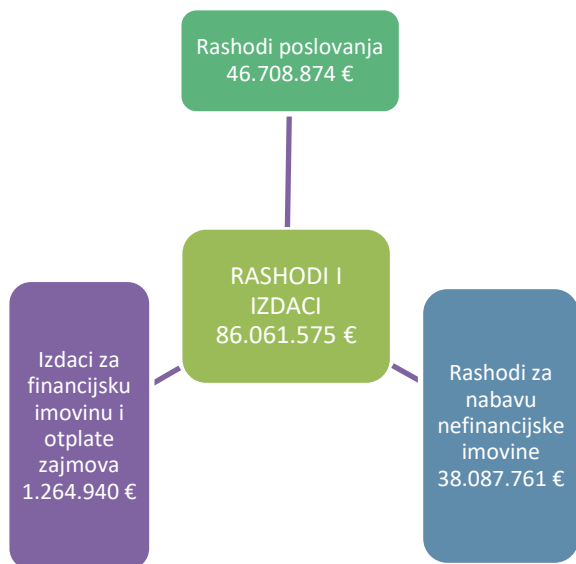 Rashodi poslovanja
46.708.874 €
RASHODI I
IZDACI
86.061.575 €
Izdaci za
financijsku
imovinu i
otplate
zajmova
1.264.940 €
Rashodi za
nabavu
nefinancijske
imovine
38.087.761 €